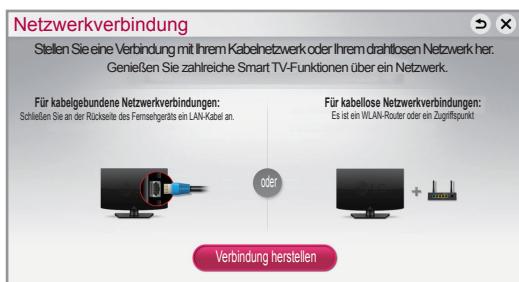 Netzwerkverbindung
Stellen Sie eine Verbindung mit Ihrem Kabelnetzwerk oder Ihrem drahtlosen Netzwerk her.
Genießen Sie zahlreiche Smart TV-Funktionen über ein Netzwerk.
Für kabelgebundene Netzwerkverbindungen:
Schließen Sie an der Rückseite des Fernsehgeräts ein LAN-Kabel an.
Für kabellose Netzwerkverbindungen:
Es ist ein WLAN-Router oder ein Zugriffspunkt
oder
+
Verbindung herstellen